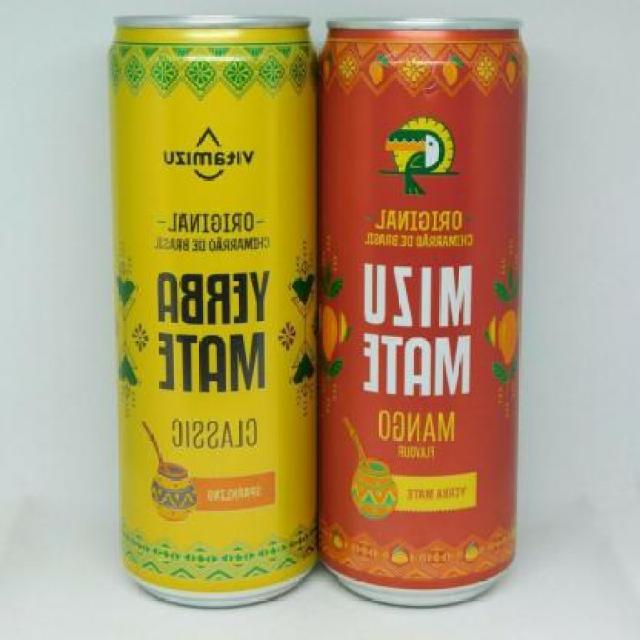 vitamizu
ORIGINAL
CHIMARRÃO DE BRASIL
YERBA
MATE
CLASSIC
SPARKLING
ORIGINAL
CHIMARRÃO DE BRASIL
MIZU
MATE
MANGO
FLAVOUR
YERBA MATE